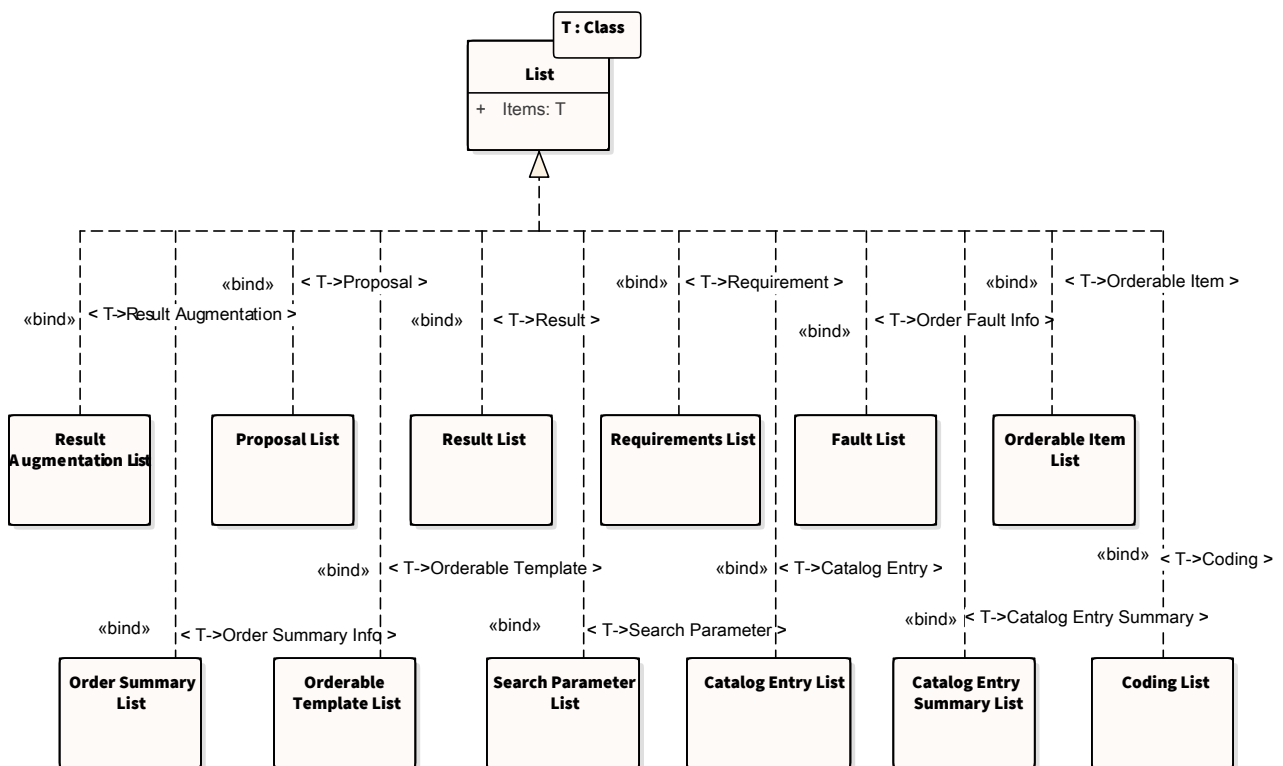 T : Class
List
+ Items: T
«bind» < T->Proposal > «bind» < T->Requirement > «bind» < T->Orderable Item >
«bind» < T->Result Augmentation > «bind» < T->Result > «bind» < T->Order Fault Info >
Result
Augmentation List
Proposal List
Result List
Requirements List
Fault List
Orderable Item
List
«bind» < T->Orderable Template > «bind» < T->Catalog Entry > «bind» < T->Coding >
«bind» < T->Order Summary Info > «bind» < T->Search Parameter > «bind» < T->Catalog Entry Summary >
Order Summary
List
Orderable
Template List
Search Parameter
List
Catalog Entry List
Catalog Entry
Summary List
Coding List